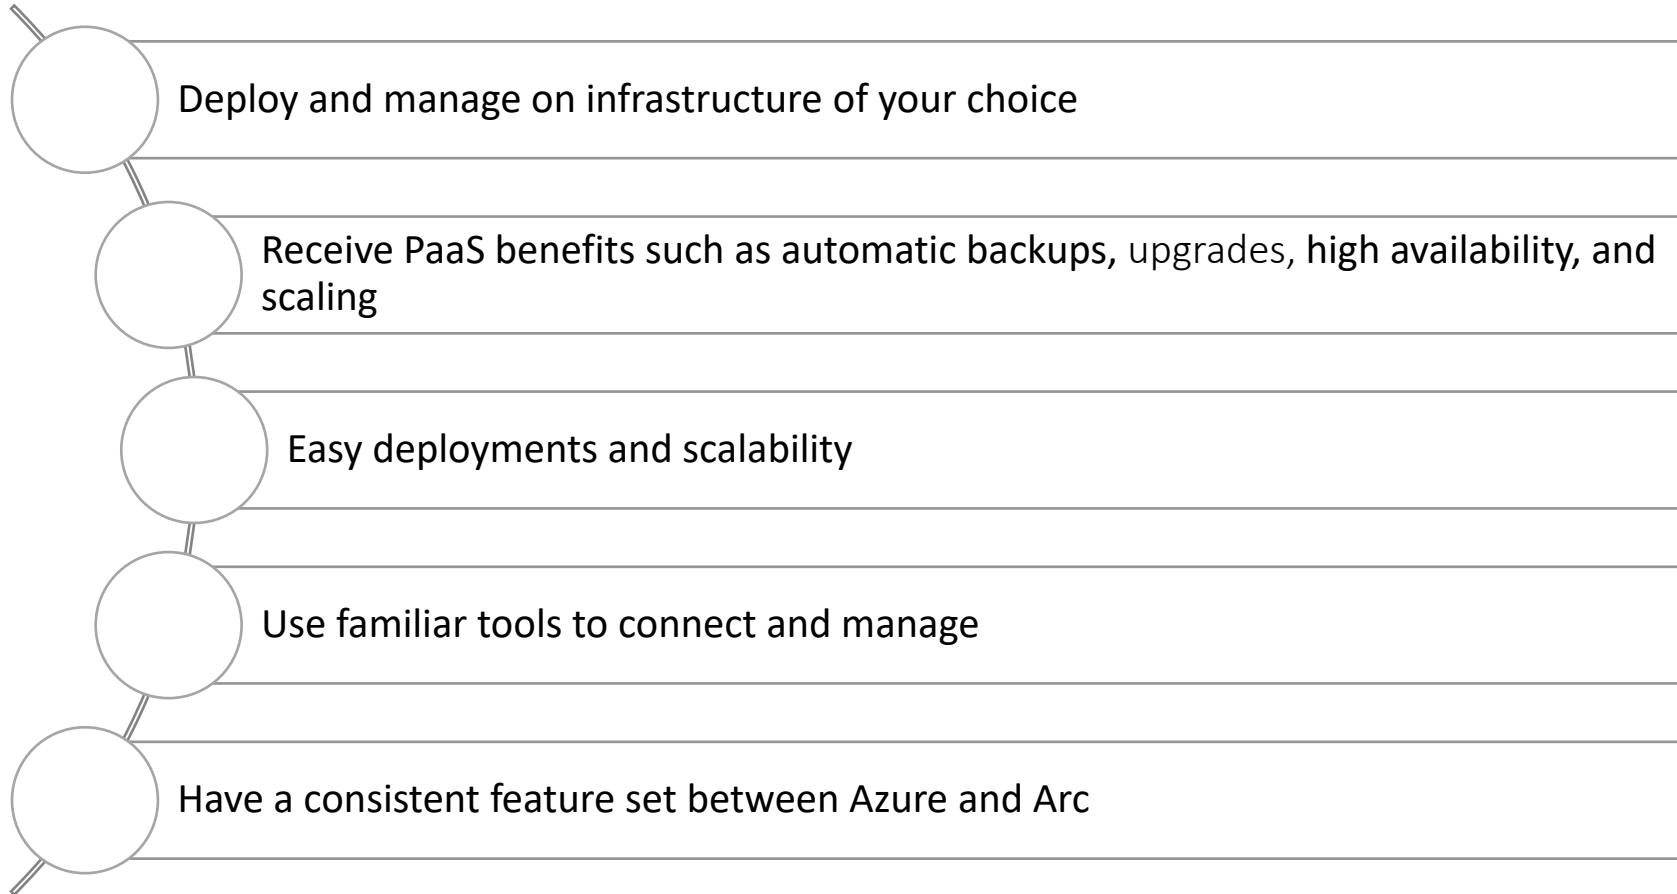 Deploy and manage on infrastructure of your choice
Receive PaaS benefits such as automatic backups, upgrades, high availability, and
scaling
Easy deployments and scalability
Use familiar tools to connect and manage
Have a consistent feature set between Azure and Arc